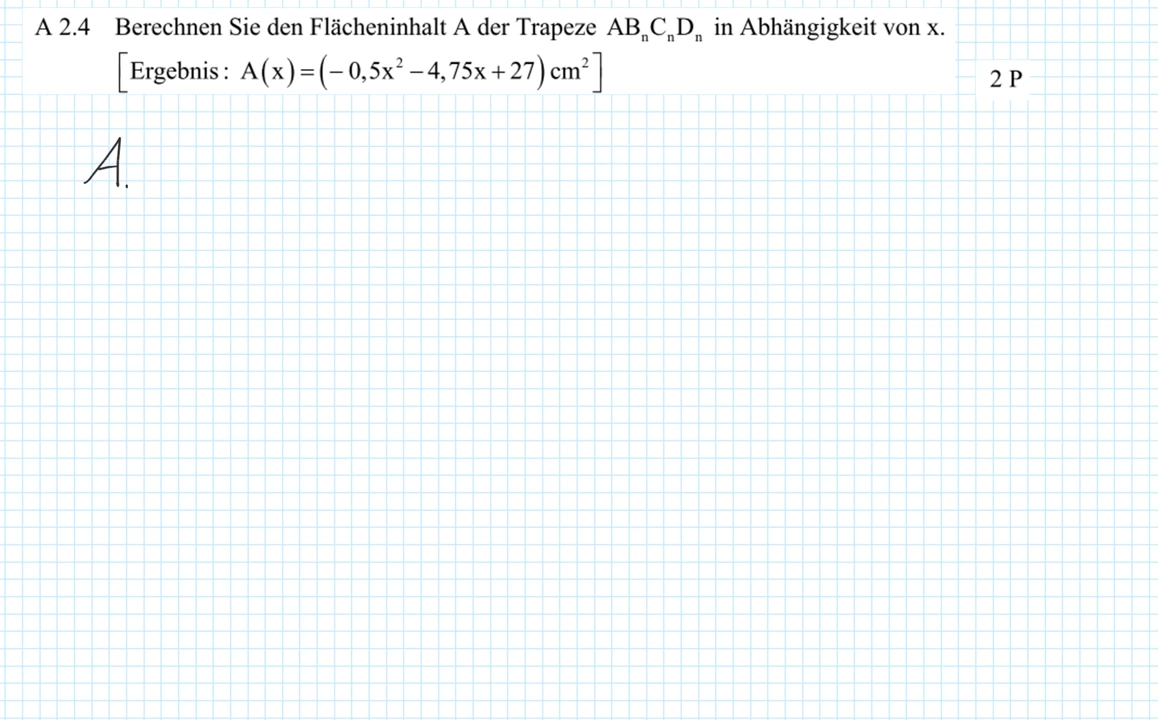 A 2.4 Berechnen Sie den Flächeninhalt A der Trapeze ABₙCₙDₙ in Abhängigkeit von x.
[Ergebnis: A(x)=(−0,5x²−4,75x+27) cm²]
2 P
A.